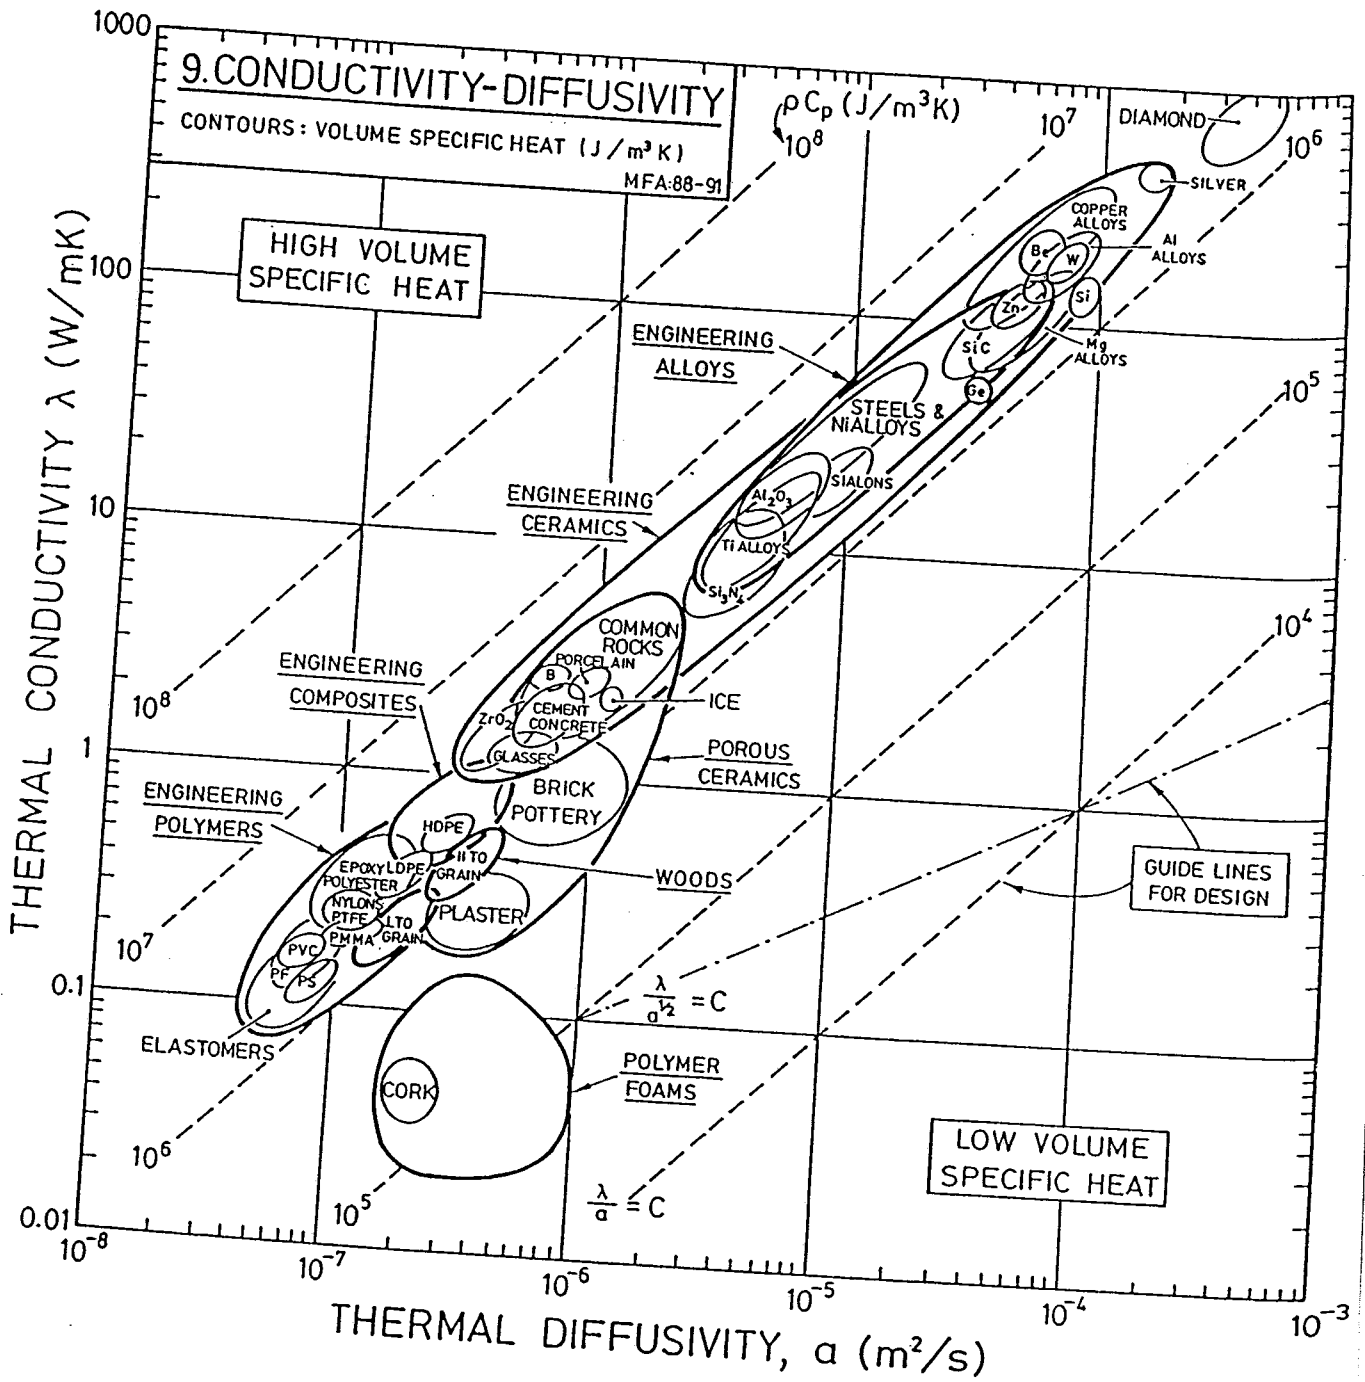 1000
9.CONDUCTIVITY-DIFFUSIVITY
CONTOURS: VOLUME SPECIFIC HEAT (J/m³K)
MFA:88-91
ρCp (J/m³K)
10⁸
10⁷
DIAMOND
10⁶
SILVER
COPPER
ALLOYS
Al
ALLOYS
Be
W
Si
Zn
SiC
Mg
ALLOYS
Ge
HIGH VOLUME
SPECIFIC HEAT
100
ENGINEERING
ALLOYS
10⁵
STEELS &
Ni ALLOYS
SIALONS
Al₂O₃
ENGINEERING
CERAMICS
10
Ti ALLOYS
Si₃N₄
COMMON
ROCKS
10⁴
PORCELAIN
B
ENGINEERING
COMPOSITES
ICE
10⁸
ZrO₂
CEMENT
CONCRETE
GLASSES
1
POROUS
CERAMICS
BRICK
POTTERY
ENGINEERING
POLYMERS
HDPE
II TO
GRAIN
EPOXY
LDPE
POLYESTER
WOODS
GUIDE LINES
FOR DESIGN
NYLONS
PTFE
PLASTER
⊥TO
GRAIN
PMMA
10⁷
PVC
PF
PS
0.1
λ/a^½ = C
ELASTOMERS
CORK
POLYMER
FOAMS
LOW VOLUME
SPECIFIC HEAT
10⁶
10⁵
λ/a = C
0.01
10⁻⁸
10⁻⁷
10⁻⁶
10⁻⁵
10⁻⁴
10⁻³
THERMAL CONDUCTIVITY λ (W/mK)
THERMAL DIFFUSIVITY, a (m²/s)